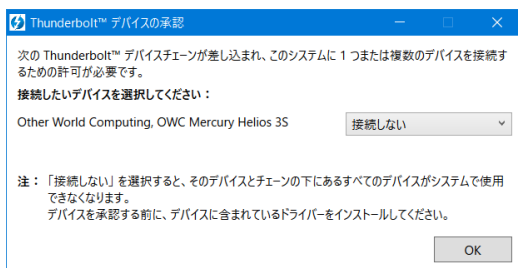 Thunderbolt™ デバイスの承認
次の Thunderbolt™ デバイスチェーンが差し込まれ、このシステムに 1 つまたは複数のデバイスを接続す
るための許可が必要です。
接続したいデバイスを選択してください：
Other World Computing, OWC Mercury Helios 3S
接続しない
注： 「接続しない」を選択すると、そのデバイスとチェーンの下にあるすべてのデバイスがシステムで使用
できなくなります。
デバイスを承認する前に、デバイスに含まれているドライバーをインストールしてください。
OK